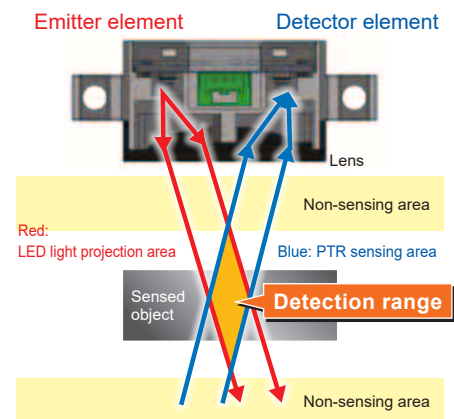 Emitter element
Detector element
Lens
Non-sensing area
Red:
LED light projection area
Blue: PTR sensing area
Sensed
object
Detection range
Non-sensing area